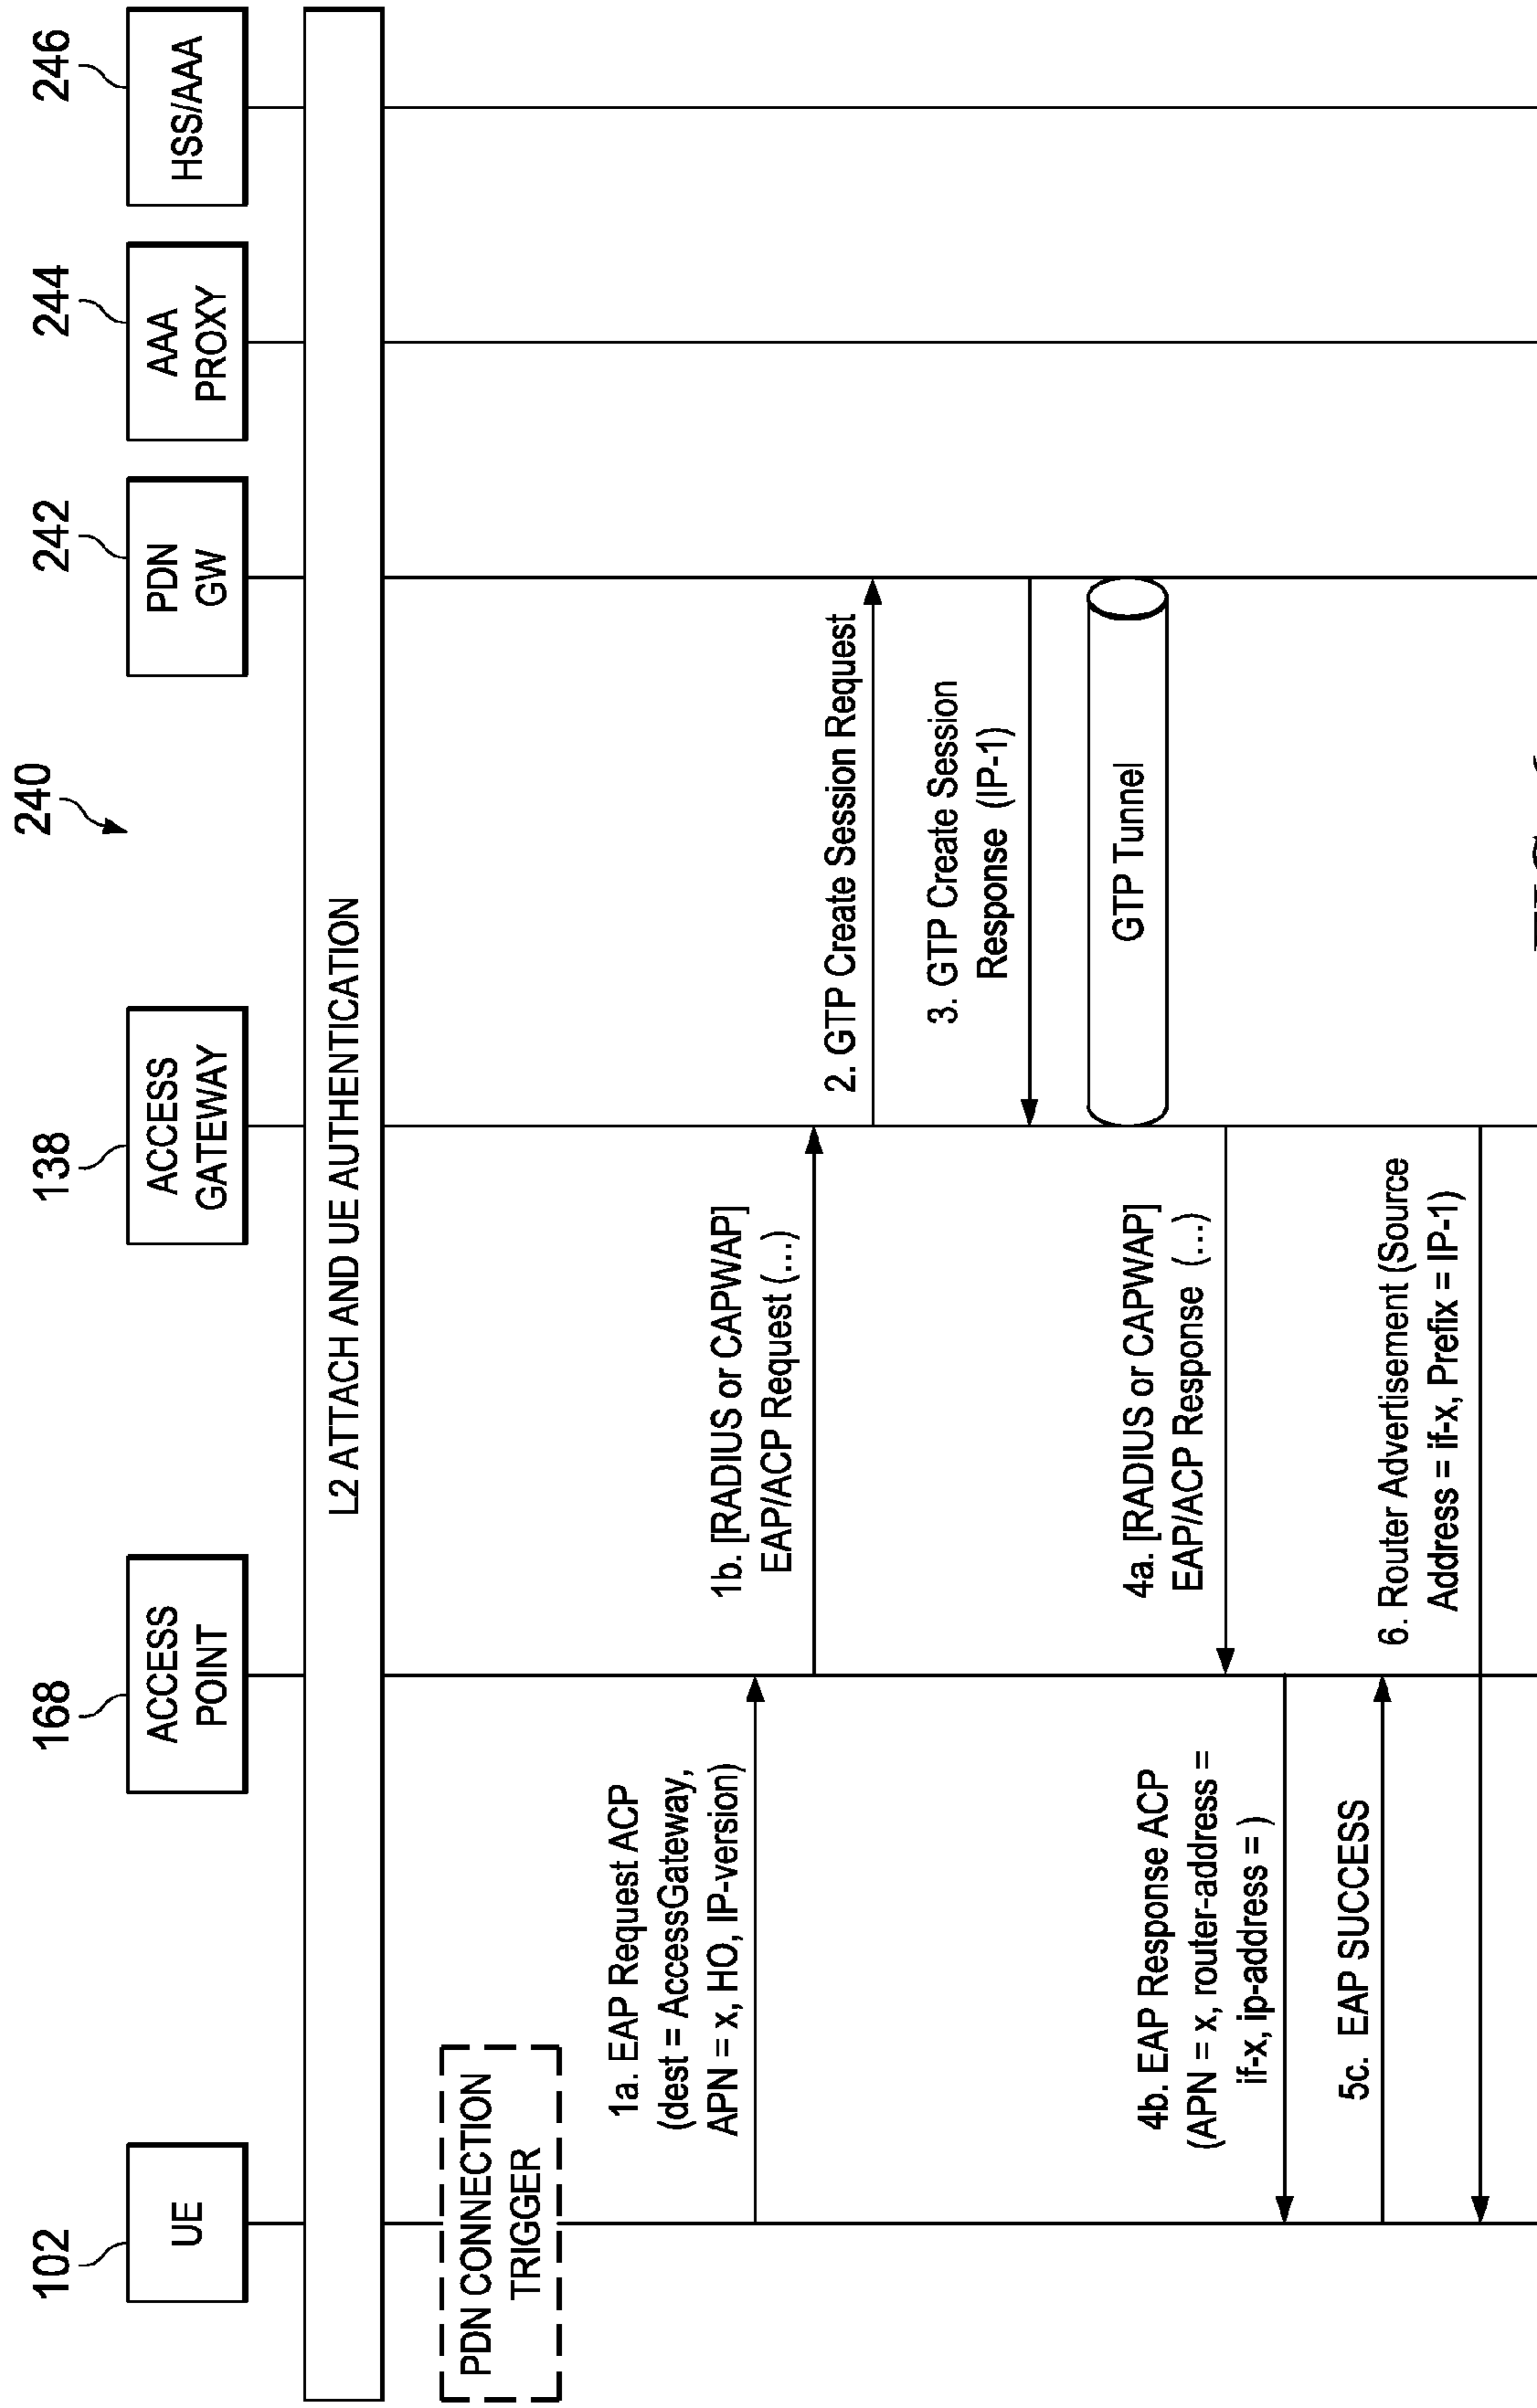 240
102
168
138
242
244
246
UE
ACCESS
POINT
ACCESS
GATEWAY
PDN
GW
AAA
PROXY
HSS/AAA
L2 ATTACH AND UE AUTHENTICATION
PDN CONNECTION
TRIGGER
1a. EAP Request ACP
(dest = AccessGateway,
APN = x, HO, IP-version)
1b. [RADIUS or CAPWAP]
EAP/ACP Request (...)
2. GTP Create Session Request
3. GTP Create Session
Response (IP-1)
GTP Tunnel
4a. [RADIUS or CAPWAP]
EAP/ACP Response (...)
4b. EAP Response ACP
(APN = x, router-address =
if-x, ip-address = )
5c. EAP SUCCESS
6. Router Advertisement (Source
Address = if-x, Prefix = IP-1)